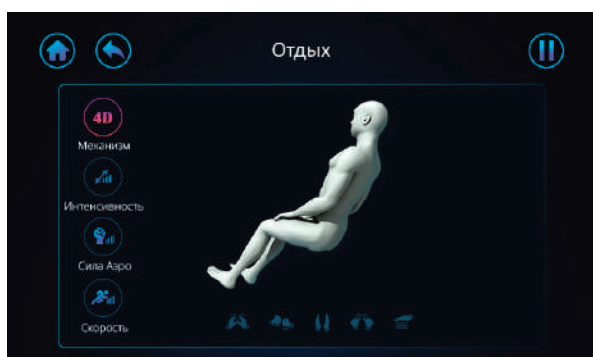 Отдых
4D
Механизм
Интенсивность
Сила Аэро
Скорость